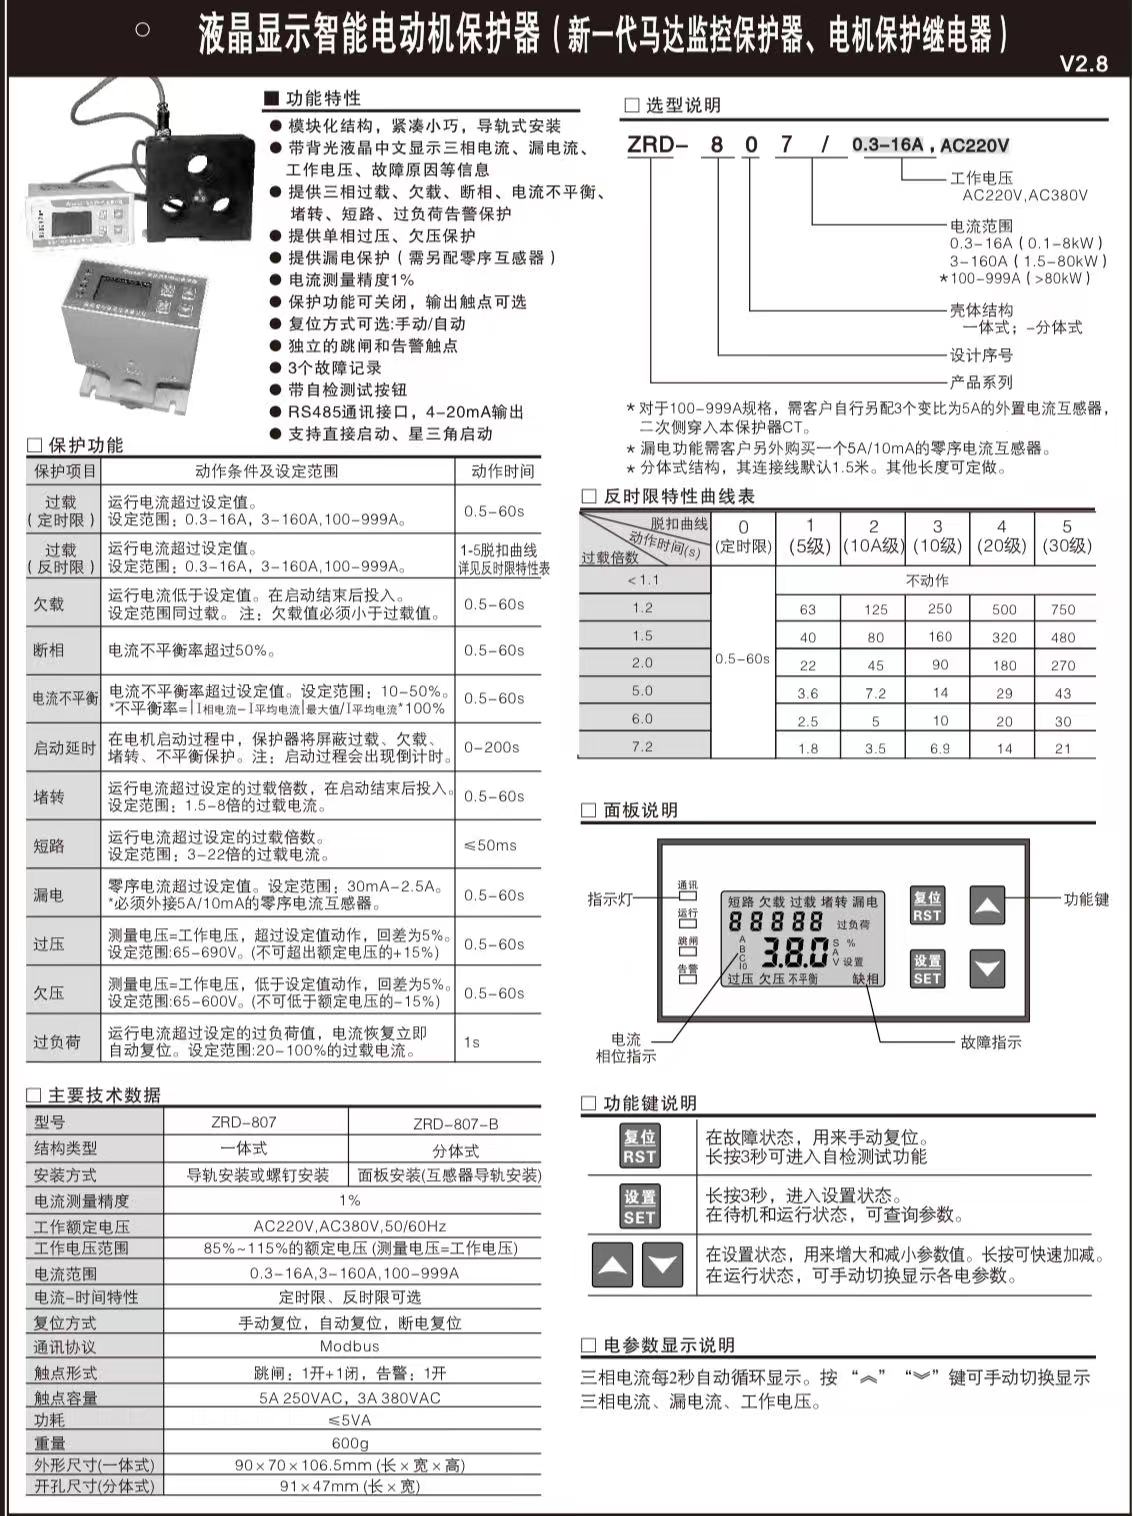 液晶显示智能电动机保护器（新一代马达监控保护器、电机保护继电器）
V2.8
■ 功能特性
● 模块化结构，紧凑小巧，导轨式安装
● 带背光液晶中文显示三相电流、漏电流、
工作电压、故障原因等信息
● 提供三相过载、欠载、断相、电流不平衡、
堵转、短路、过负荷告警保护
● 提供单相过压、欠压保护
● 提供漏电保护（需另配零序互感器）
● 电流测量精度1%
● 保护功能可关闭，输出触点可选
● 复位方式可选:手动/自动
● 独立的跳闸和告警触点
● 3个故障记录
● 带自检测试按钮
● RS485通讯接口，4-20mA输出
● 支持直接启动、星三角启动
□ 选型说明
ZRD- 8 0 7 / 0.3-16A，AC220V
工作电压
AC220V,AC380V
电流范围
0.3-16A（0.1-8kW）
3-160A（1.5-80kW）
*100-999A（>80kW）
壳体结构
一体式；-分体式
设计序号
产品系列
*对于100-999A规格，需客户自行另配3个变比为5A的外置电流互感器，
二次侧穿入本保护器CT。
*漏电功能需客户另外购买一个5A/10mA的零序电流互感器。
*分体式结构，其连接线默认1.5米。其他长度可定做。
□ 保护功能
保护项目 动作条件及设定范围 动作时间
过载（定时限） 运行电流超过设定值。 0.5-60s
设定范围：0.3-16A，3-160A,100-999A。
过载（反时限） 运行电流超过设定值。 1-5脱扣曲线
设定范围：0.3-16A，3-160A,100-999A。 详见反时限特性表
欠载 运行电流低于设定值。在启动结束后投入。 0.5-60s
设定范围同过载。注：欠载值必须小于过载值。
断相 电流不平衡率超过50%。 0.5-60s
电流不平衡 电流不平衡率超过设定值。设定范围：10-50%。 0.5-60s
*不平衡率=|I相电流-I平均电流|最大值/I平均电流*100%
启动延时 在电机启动过程中，保护器将屏蔽过载、欠载、 0-200s
堵转、不平衡保护。注：启动过程会出现倒计时。
堵转 运行电流超过设定的过载倍数，在启动结束后投入。 0.5-60s
设定范围：1.5-8倍的过载电流。
短路 运行电流超过设定的过载倍数。 ≤50ms
设定范围：3-22倍的过载电流。
漏电 零序电流超过设定值。设定范围：30mA-2.5A。 0.5-60s
*必须外接5A/10mA的零序电流互感器。
过压 测量电压=工作电压，超过设定值动作，回差为5%。 0.5-60s
设定范围:65-690V。(不可超出额定电压的+15%)
欠压 测量电压=工作电压，低于设定值动作，回差为5%。 0.5-60s
设定范围:65-600V。(不可低于额定电压的-15%)
过负荷 运行电流超过设定的过负荷值，电流恢复立即 1s
自动复位。设定范围:20-100%的过载电流。
□ 反时限特性曲线表
脱扣曲线 动作时间(s) 过载倍数 0(定时限) 1(5级) 2(10A级) 3(10级) 4(20级) 5(30级)
<1.1 不动作
1.2 63 125 250 500 750
1.5 40 80 160 320 480
2.0 0.5-60s 22 45 90 180 270
5.0 3.6 7.2 14 29 43
6.0 2.5 5 10 20 30
7.2 1.8 3.5 6.9 14 21
□ 面板说明
指示灯
通讯
运行
跳闸
告警
短路 欠载 过载 堵转 漏电
88888 过负荷
A B C I0 3.8.0 S % A V 设置
过压 欠压 不平衡 缺相
复位 RST
设置 SET
功能键
电流
相位指示
故障指示
□ 主要技术数据
型号 ZRD-807 ZRD-807-B
结构类型 一体式 分体式
安装方式 导轨安装或螺钉安装 面板安装(互感器导轨安装)
电流测量精度 1%
工作额定电压 AC220V,AC380V,50/60Hz
工作电压范围 85%~115%的额定电压(测量电压=工作电压)
电流范围 0.3-16A,3-160A,100-999A
电流-时间特性 定时限、反时限可选
复位方式 手动复位，自动复位，断电复位
通讯协议 Modbus
触点形式 跳闸：1开+1闭，告警：1开
触点容量 5A 250VAC，3A 380VAC
功耗 ≤5VA
重量 600g
外形尺寸(一体式) 90×70×106.5mm (长×宽×高)
开孔尺寸(分体式) 91×47mm (长×宽)
□ 功能键说明
复位 RST 在故障状态，用来手动复位。
长按3秒可进入自检测试功能
设置 SET 长按3秒，进入设置状态。
在待机和运行状态，可查询参数。
在设置状态，用来增大和减小参数值。长按可快速加减。
在运行状态，可手动切换显示各电参数。
□ 电参数显示说明
三相电流每2秒自动循环显示。按 “︽” “︾” 键可手动切换显示
三相电流、漏电流、工作电压。